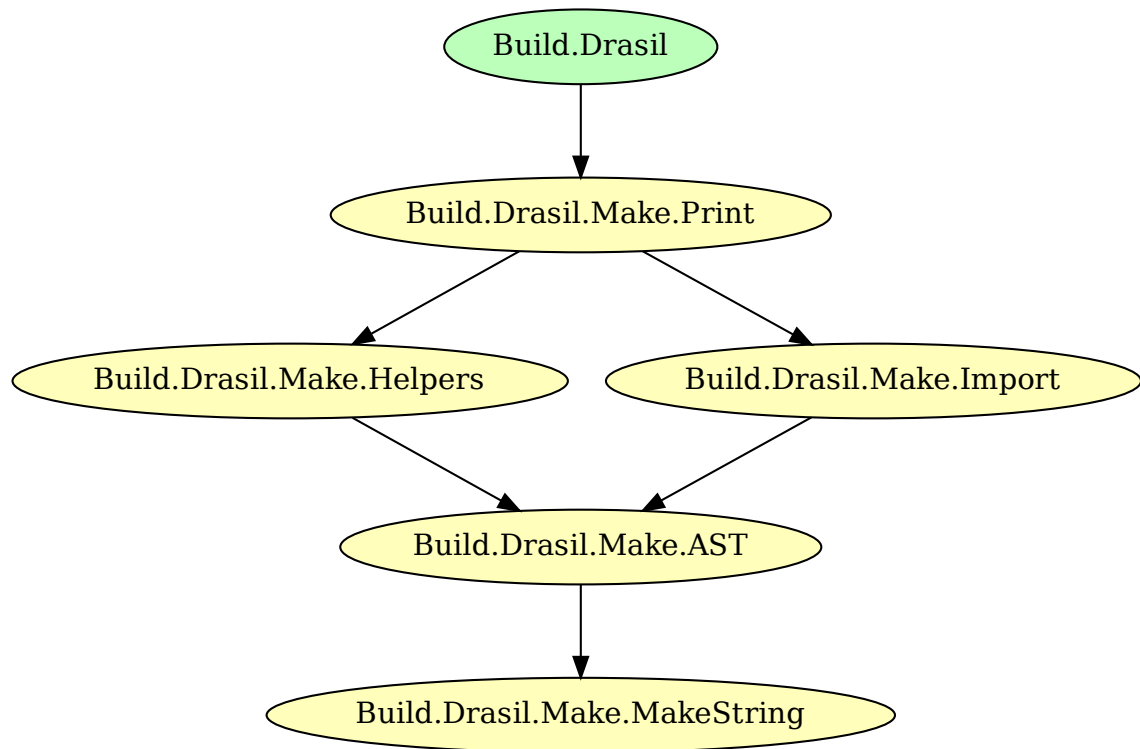 Build.Drasil
Build.Drasil.Make.Print
Build.Drasil.Make.Helpers
Build.Drasil.Make.Import
Build.Drasil.Make.AST
Build.Drasil.Make.MakeString